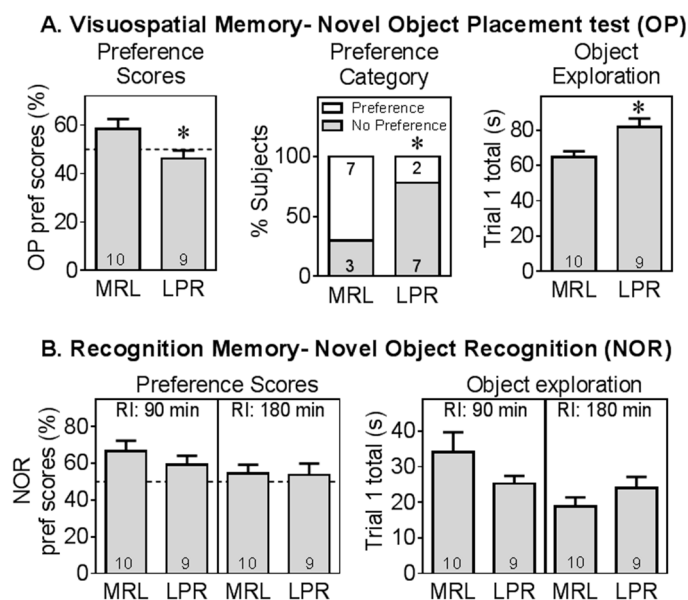 A. Visuospatial Memory- Novel Object Placement test (OP)
Preference
Scores
OP pref scores (%)
60
40
20
0
*
10
9
MRL
LPR
Preference
Category
% Subjects
100
50
0
Preference
No Preference
*
7
2
3
7
MRL
LPR
Object
Exploration
Trial 1 total (s)
80
60
40
20
0
*
10
9
MRL
LPR
B. Recognition Memory- Novel Object Recognition (NOR)
Preference Scores
NOR
pref scores (%)
80
60
40
20
0
RI: 90 min
RI: 180 min
10
9
10
9
MRL
LPR
MRL
LPR
Object exploration
Trial 1 total (s)
40
30
20
10
0
RI: 90 min
RI: 180 min
10
9
10
9
MRL
LPR
MRL
LPR